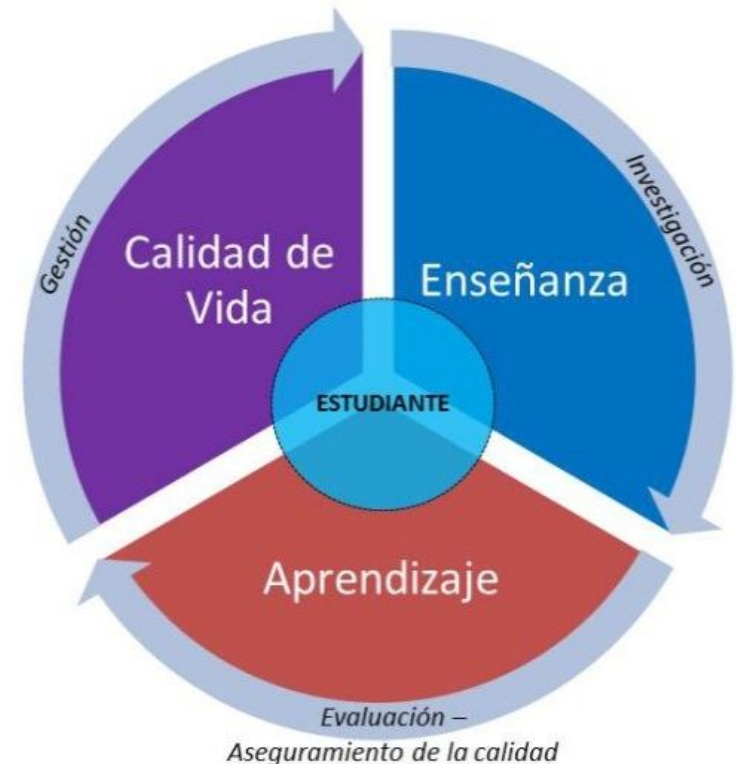 Gestión
Calidad de
Vida
Investigación
Enseñanza
ESTUDIANTE
Aprendizaje
Evaluación –
Aseguramiento de la calidad